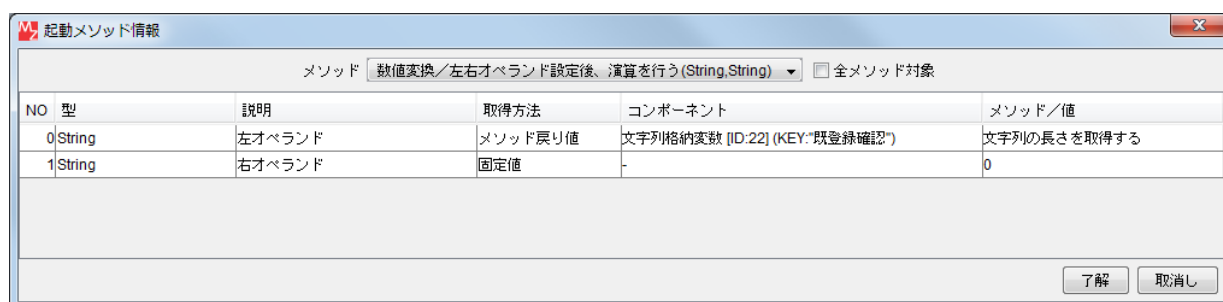 起動メソッド情報
メソッド 数値変換／左右オペランド設定後、演算を行う(String,String) 全メソッド対象
NO 型 説明 取得方法 コンポーネント メソッド／値
0 String 左オペランド メソッド戻り値 文字列格納変数 [ID:22] (KEY:"既登録確認") 文字列の長さを取得する
1 String 右オペランド 固定値 - 0
了解 取消し